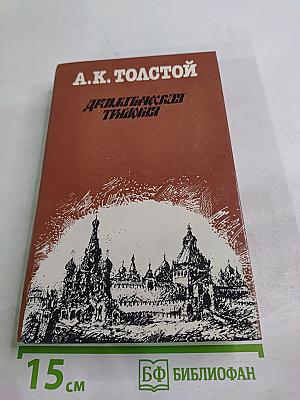 А.К. ТОЛСТОЙ
ДРАМАТИЧЕСКАЯ
ТРИЛОГИЯ
15 см
БФ БИБЛИОФАН